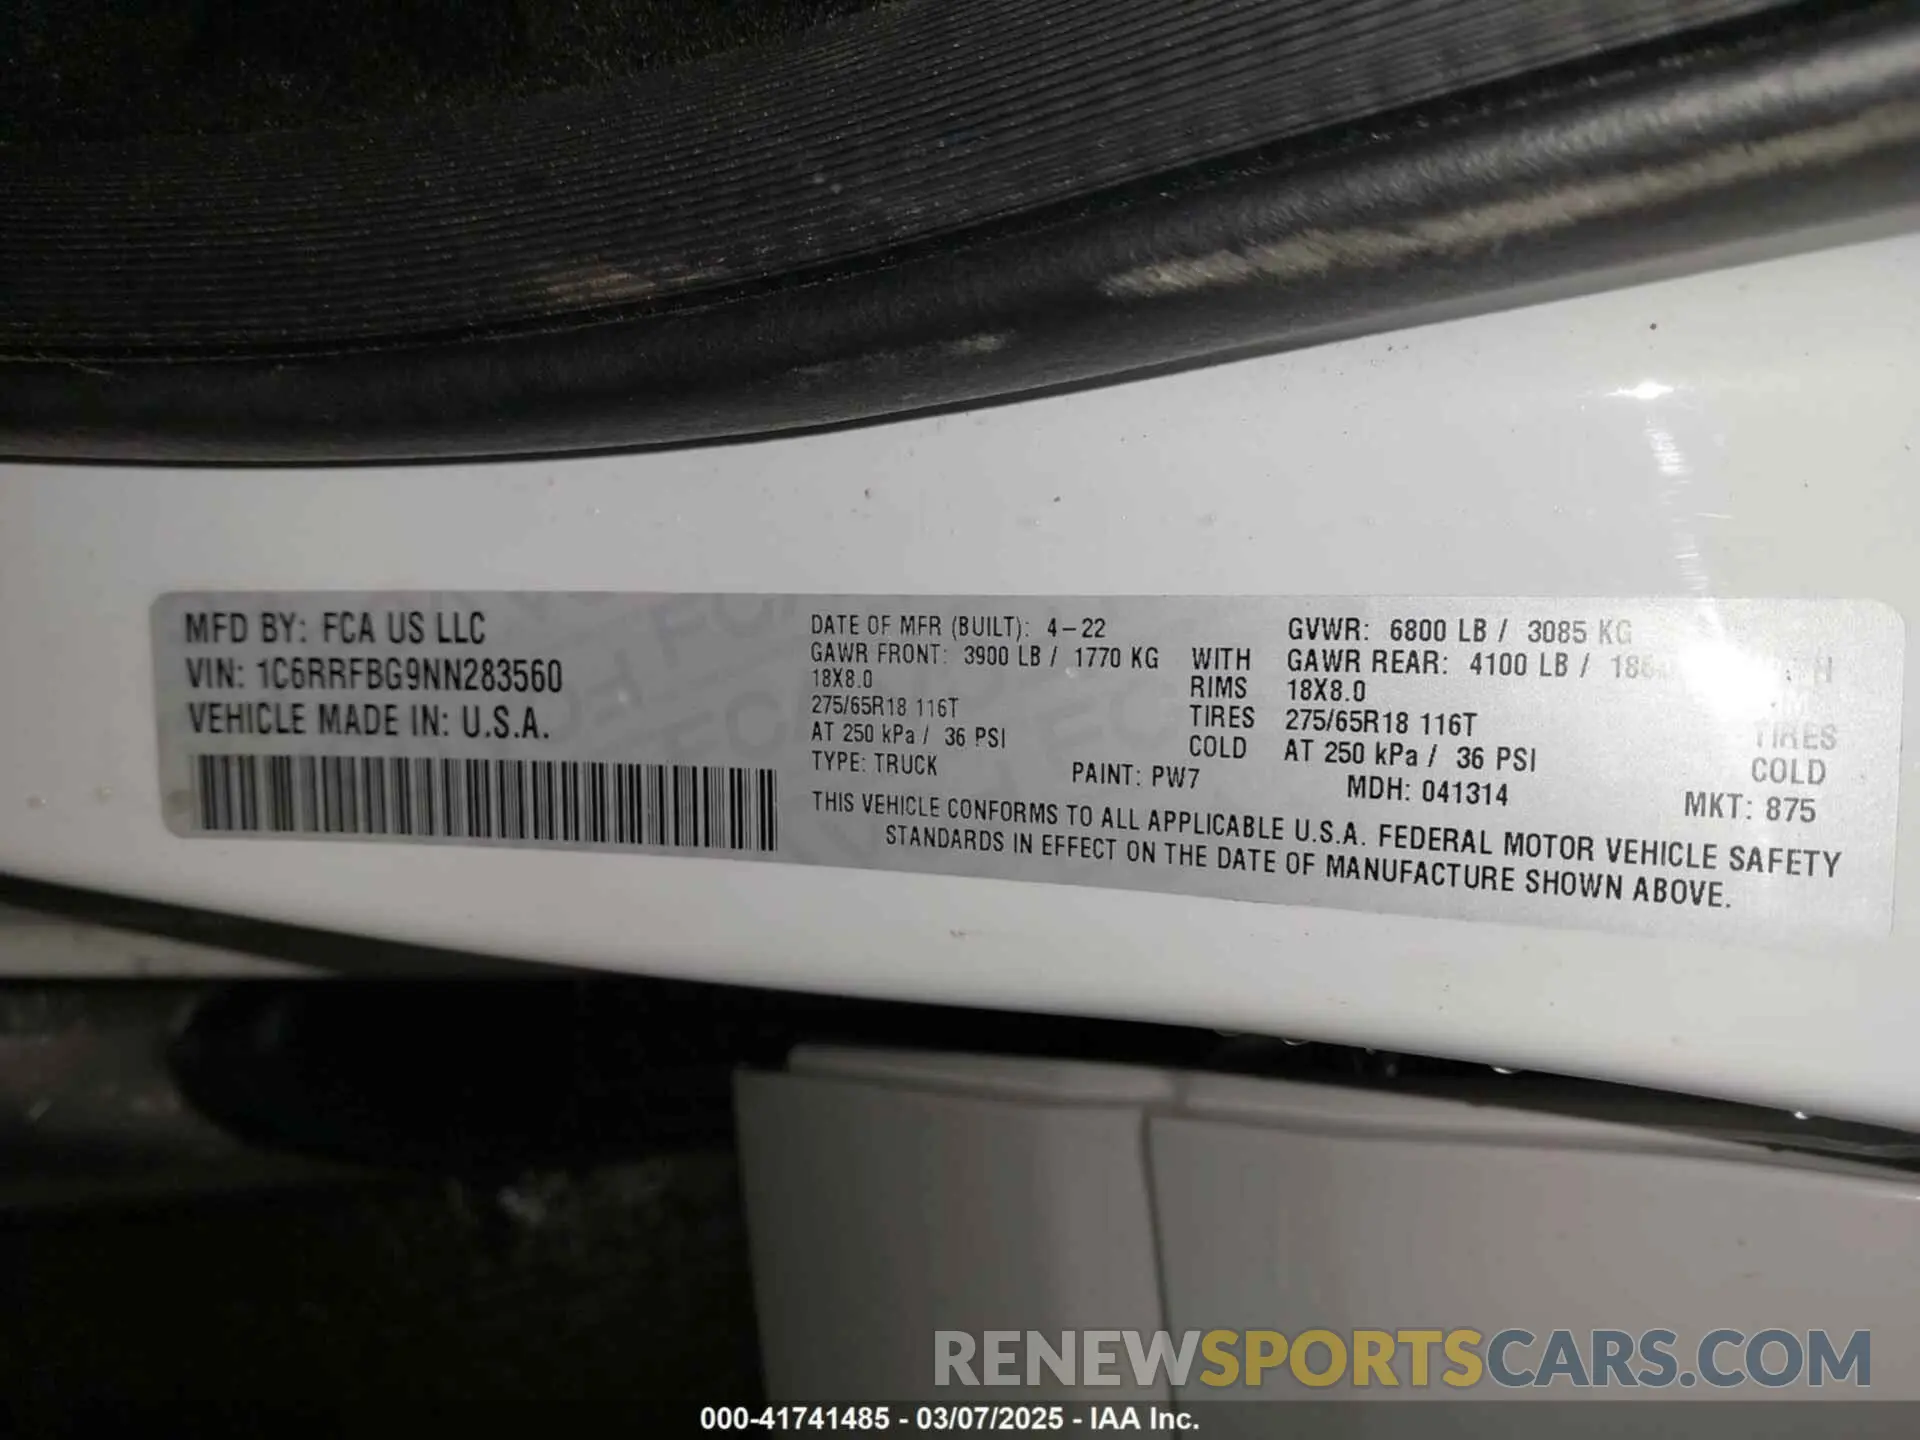 MFD BY: FCA US LLC
VIN: 1C6RRFBG9NN283560
VEHICLE MADE IN: U.S.A.
DATE OF MFR (BUILT): 4-22 GVWR: 6800 LB / 3085 KG
GAWR FRONT: 3900 LB / 1770 KG WITH GAWR REAR: 4100 LB /
18X8.0 RIMS 18X8.0
275/65R18 116T TIRES 275/65R18 116T TIRES
AT 250 kPa / 36 PSI COLD AT 250 kPa / 36 PSI COLD
TYPE: TRUCK PAINT: PW7 MDH: 041314 MKT: 875
THIS VEHICLE CONFORMS TO ALL APPLICABLE U.S.A. FEDERAL MOTOR VEHICLE SAFETY
STANDARDS IN EFFECT ON THE DATE OF MANUFACTURE SHOWN ABOVE.
RENEWSPORTSCARS.COM
000-41741485 - 03/07/2025 - IAA Inc.